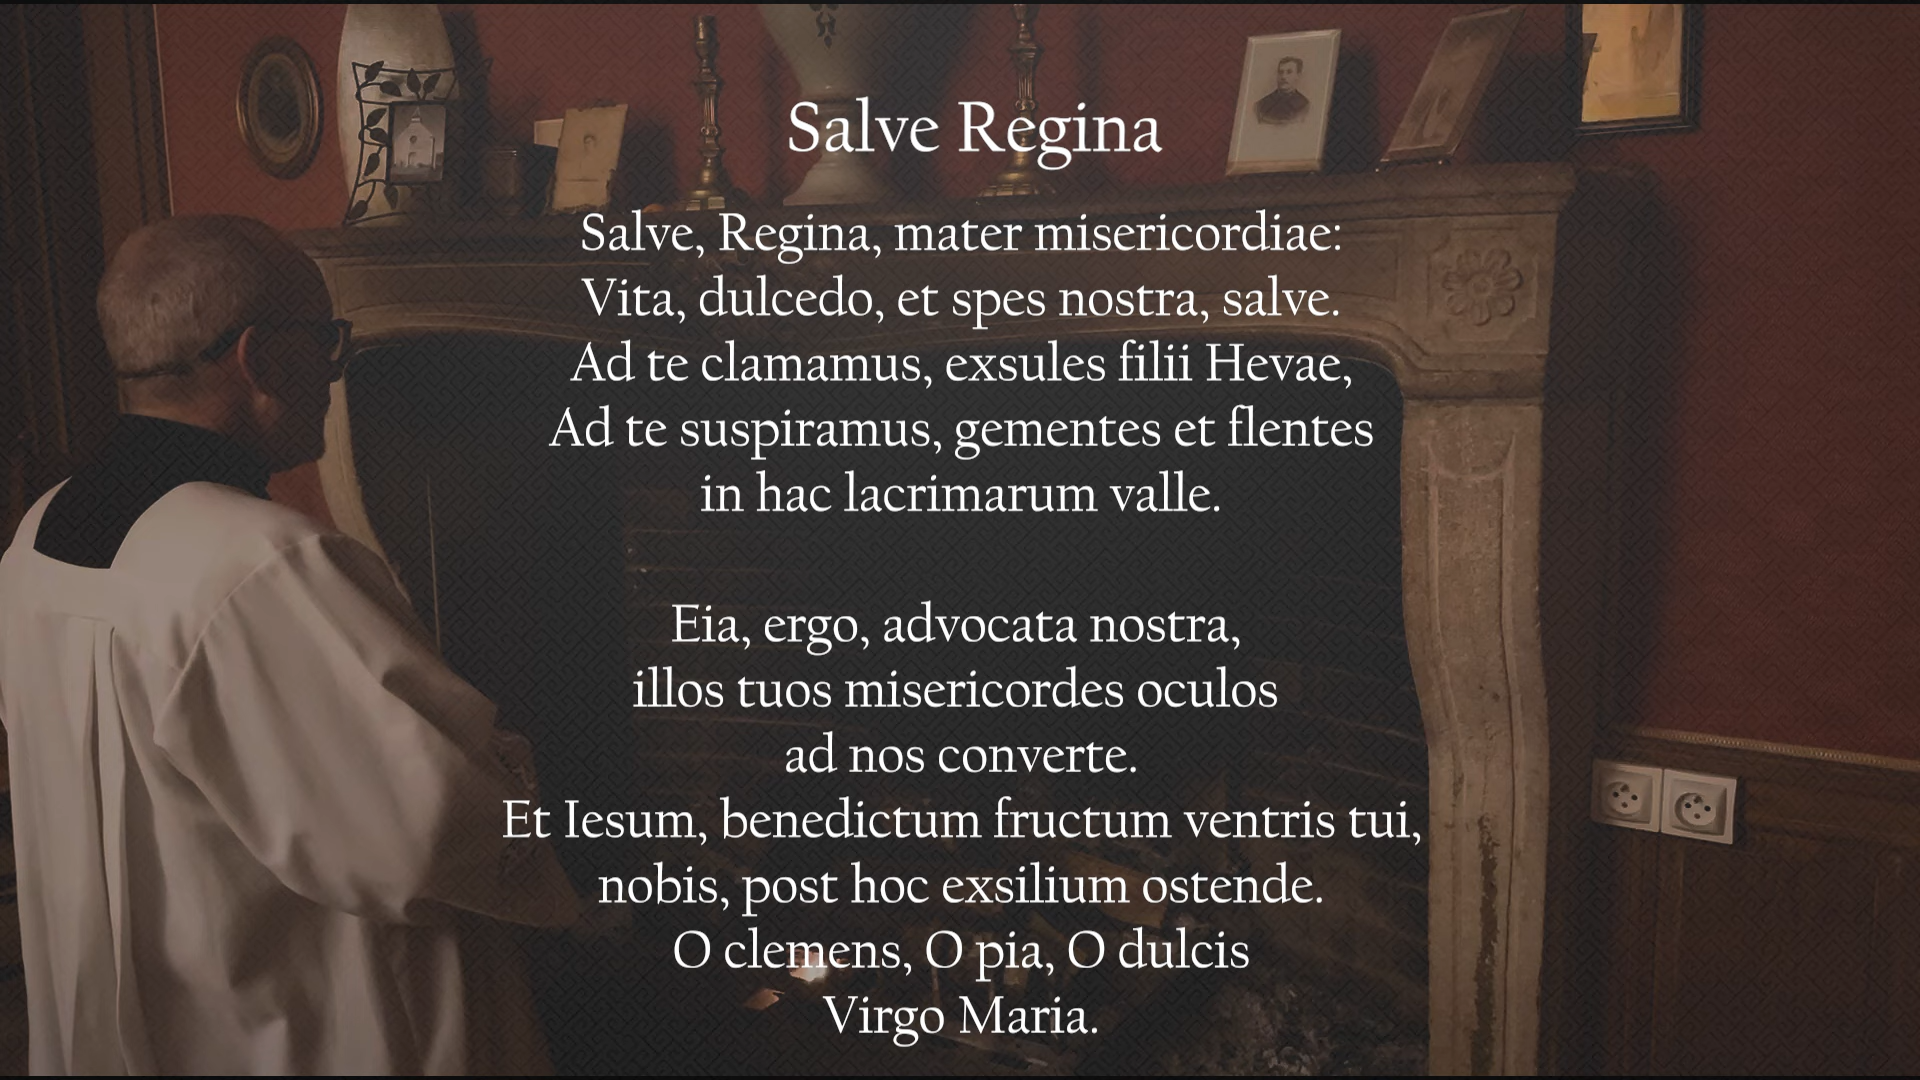 Salve Regina
Salve, Regina, mater misericordiae:
Vita, dulcedo, et spes nostra, salve.
Ad te clamamus, exsules filii Hevae,
Ad te suspiramus, gementes et flentes
in hac lacrimarum valle.
Eia, ergo, advocata nostra,
illos tuos misericordes oculos
ad nos converte.
Et Iesum, benedictum fructum ventris tui,
nobis, post hoc exsilium ostende.
O clemens, O pia, O dulcis
Virgo Maria.